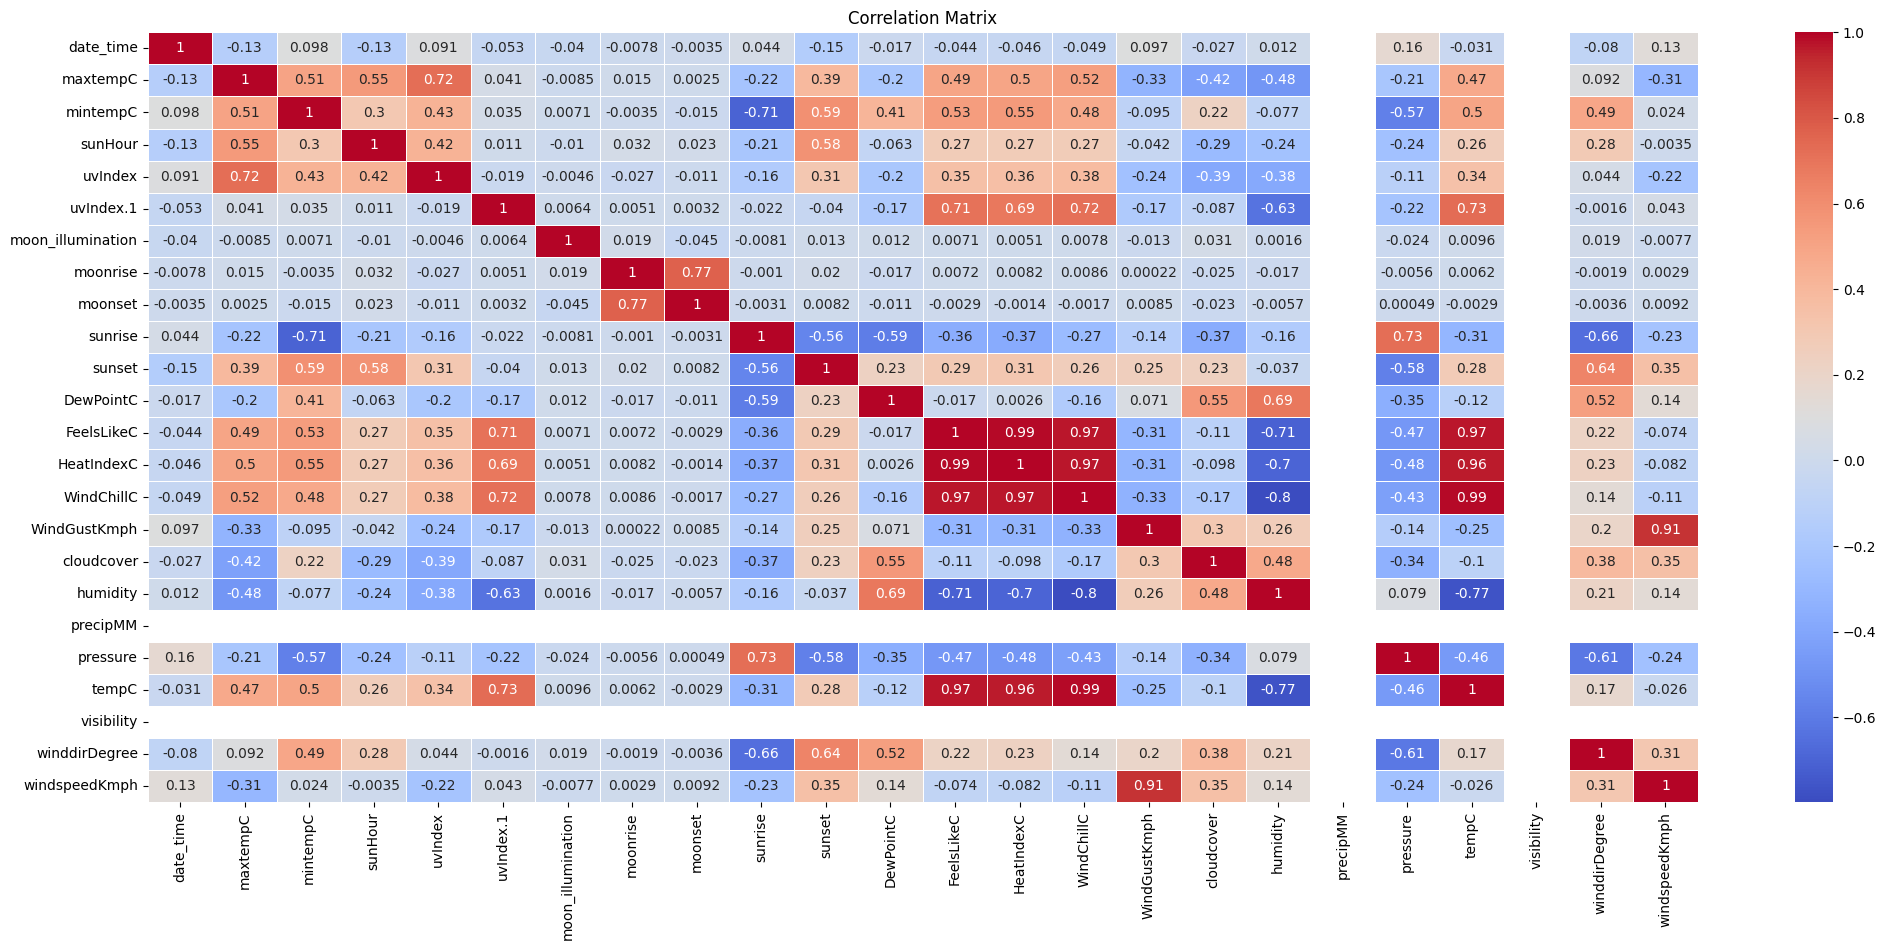 Correlation Matrix
date_time 1 -0.13 0.098 -0.13 0.091 -0.053 -0.04 -0.0078 -0.0035 0.044 -0.15 -0.017 -0.044 -0.046 -0.049 0.097 -0.027 0.012 0.16 -0.031 -0.08 0.13 1.0
maxtempC -0.13 1 0.51 0.55 0.72 0.041 -0.0085 0.015 0.0025 -0.22 0.39 -0.2 0.49 0.5 0.52 -0.33 -0.42 -0.48 -0.21 0.47 0.092 -0.31
mintempC 0.098 0.51 1 0.3 0.43 0.035 0.0071 -0.0035 -0.015 -0.71 0.59 0.41 0.53 0.55 0.48 -0.095 0.22 -0.077 -0.57 0.5 0.49 0.024 0.8
sunHour -0.13 0.55 0.3 1 0.42 0.011 -0.01 0.032 0.023 -0.21 0.58 -0.063 0.27 0.27 0.27 -0.042 -0.29 -0.24 -0.24 0.26 0.28 -0.0035
uvIndex 0.091 0.72 0.43 0.42 1 -0.019 -0.0046 -0.027 -0.011 -0.16 0.31 -0.2 0.35 0.36 0.38 -0.24 -0.39 -0.38 -0.11 0.34 0.044 -0.22 0.6
uvIndex.1 -0.053 0.041 0.035 0.011 -0.019 1 0.0064 0.0051 0.0032 -0.022 -0.04 -0.17 0.71 0.69 0.72 -0.17 -0.087 -0.63 -0.22 0.73 -0.0016 0.043
moon_illumination -0.04 -0.0085 0.0071 -0.01 -0.0046 0.0064 1 0.019 -0.045 -0.0081 0.013 0.012 0.0071 0.0051 0.0078 -0.013 0.031 0.0016 -0.024 0.0096 0.019 -0.0077
moonrise -0.0078 0.015 -0.0035 0.032 -0.027 0.0051 0.019 1 0.77 -0.001 0.02 -0.017 0.0072 0.0082 0.0086 0.00022 -0.025 -0.017 -0.0056 0.0062 -0.0019 0.0029 0.4
moonset -0.0035 0.0025 -0.015 0.023 -0.011 0.0032 -0.045 0.77 1 -0.0031 0.0082 -0.011 -0.0029 -0.0014 -0.0017 0.0085 -0.023 -0.0057 0.00049 -0.0029 -0.0036 0.0092
sunrise 0.044 -0.22 -0.71 -0.21 -0.16 -0.022 -0.0081 -0.001 -0.0031 1 -0.56 -0.59 -0.36 -0.37 -0.27 -0.14 -0.37 -0.16 0.73 -0.31 -0.66 -0.23
sunset -0.15 0.39 0.59 0.58 0.31 -0.04 0.013 0.02 0.0082 -0.56 1 0.23 0.29 0.31 0.26 0.25 0.23 -0.037 -0.58 0.28 0.64 0.35 0.2
DewPointC -0.017 -0.2 0.41 -0.063 -0.2 -0.17 0.012 -0.017 -0.011 -0.59 0.23 1 -0.017 0.0026 -0.16 0.071 0.55 0.69 -0.35 -0.12 0.52 0.14
FeelsLikeC -0.044 0.49 0.53 0.27 0.35 0.71 0.0071 0.0072 -0.0029 -0.36 0.29 -0.017 1 0.99 0.97 -0.31 -0.11 -0.71 -0.47 0.97 0.22 -0.074
HeatIndexC -0.046 0.5 0.55 0.27 0.36 0.69 0.0051 0.0082 -0.0014 -0.37 0.31 0.0026 0.99 1 0.97 -0.31 -0.098 -0.7 -0.48 0.96 0.23 -0.082 0.0
WindChillC -0.049 0.52 0.48 0.27 0.38 0.72 0.0078 0.0086 -0.0017 -0.27 0.26 -0.16 0.97 0.97 1 -0.33 -0.17 -0.8 -0.43 0.99 0.14 -0.11
WindGustKmph 0.097 -0.33 -0.095 -0.042 -0.24 -0.17 -0.013 0.00022 0.0085 -0.14 0.25 0.071 -0.31 -0.31 -0.33 1 0.3 0.26 -0.14 -0.25 0.2 0.91 −0.2
cloudcover -0.027 -0.42 0.22 -0.29 -0.39 -0.087 0.031 -0.025 -0.023 -0.37 0.23 0.55 -0.11 -0.098 -0.17 0.3 1 0.48 -0.34 -0.1 0.38 0.35
humidity 0.012 -0.48 -0.077 -0.24 -0.38 -0.63 0.0016 -0.017 -0.0057 -0.16 -0.037 0.69 -0.71 -0.7 -0.8 0.26 0.48 1 0.079 -0.77 0.21 0.14
precipMM −0.4
pressure 0.16 -0.21 -0.57 -0.24 -0.11 -0.22 -0.024 -0.0056 0.00049 0.73 -0.58 -0.35 -0.47 -0.48 -0.43 -0.14 -0.34 0.079 1 -0.46 -0.61 -0.24
tempC -0.031 0.47 0.5 0.26 0.34 0.73 0.0096 0.0062 -0.0029 -0.31 0.28 -0.12 0.97 0.96 0.99 -0.25 -0.1 -0.77 -0.46 1 0.17 -0.026
visibility −0.6
winddirDegree -0.08 0.092 0.49 0.28 0.044 -0.0016 0.019 -0.0019 -0.0036 -0.66 0.64 0.52 0.22 0.23 0.14 0.2 0.38 0.21 -0.61 0.17 1 0.31
windspeedKmph 0.13 -0.31 0.024 -0.0035 -0.22 0.043 -0.0077 0.0029 0.0092 -0.23 0.35 0.14 -0.074 -0.082 -0.11 0.91 0.35 0.14 -0.24 -0.026 0.31 1
date_time maxtempC mintempC sunHour uvIndex uvIndex.1 moon_illumination moonrise moonset sunrise sunset DewPointC FeelsLikeC HeatIndexC WindChillC WindGustKmph cloudcover humidity precipMM pressure tempC visibility winddirDegree windspeedKmph